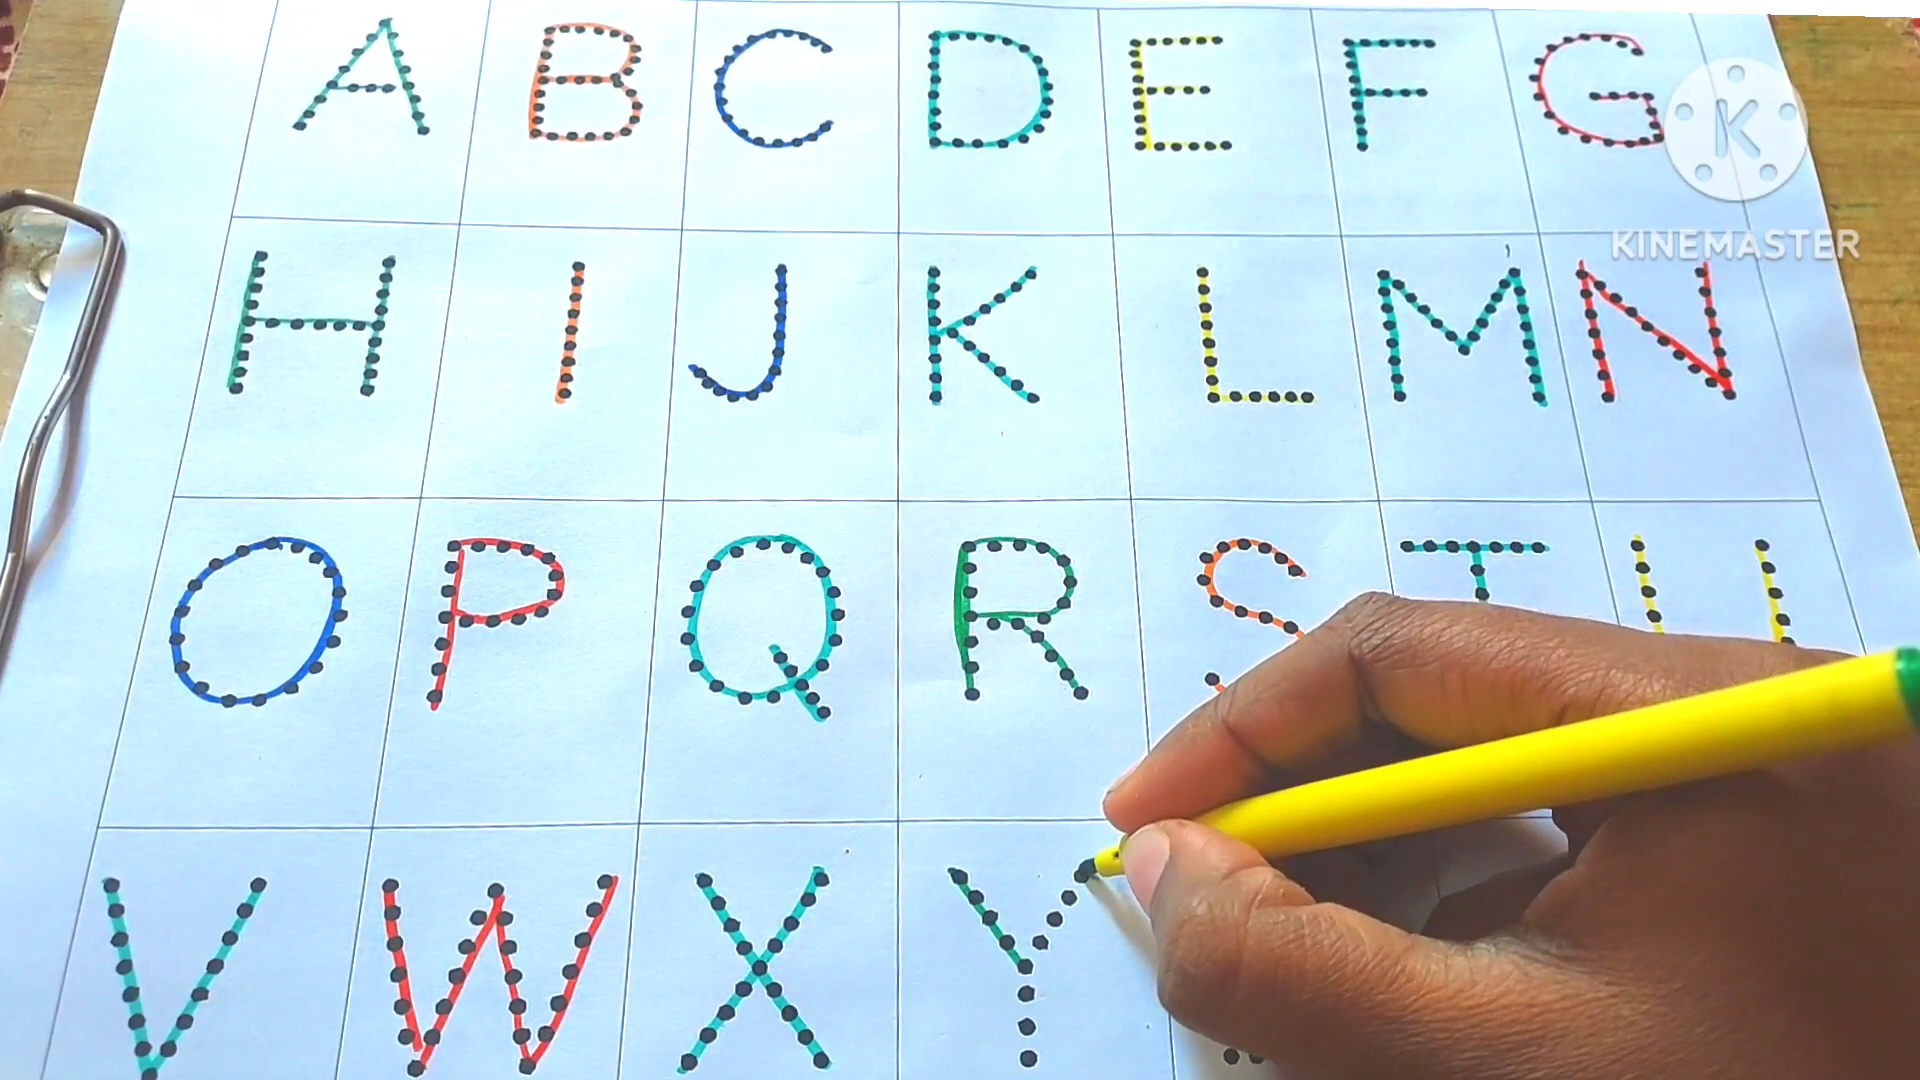 A B C D E F G
K
KINEMASTER
H I J K L M N
O P Q R S T U
V W X Y